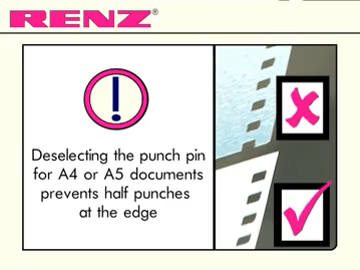 RENZ®
!
Deselecting the punch pin
for A4 or A5 documents
prevents half punches
at the edge